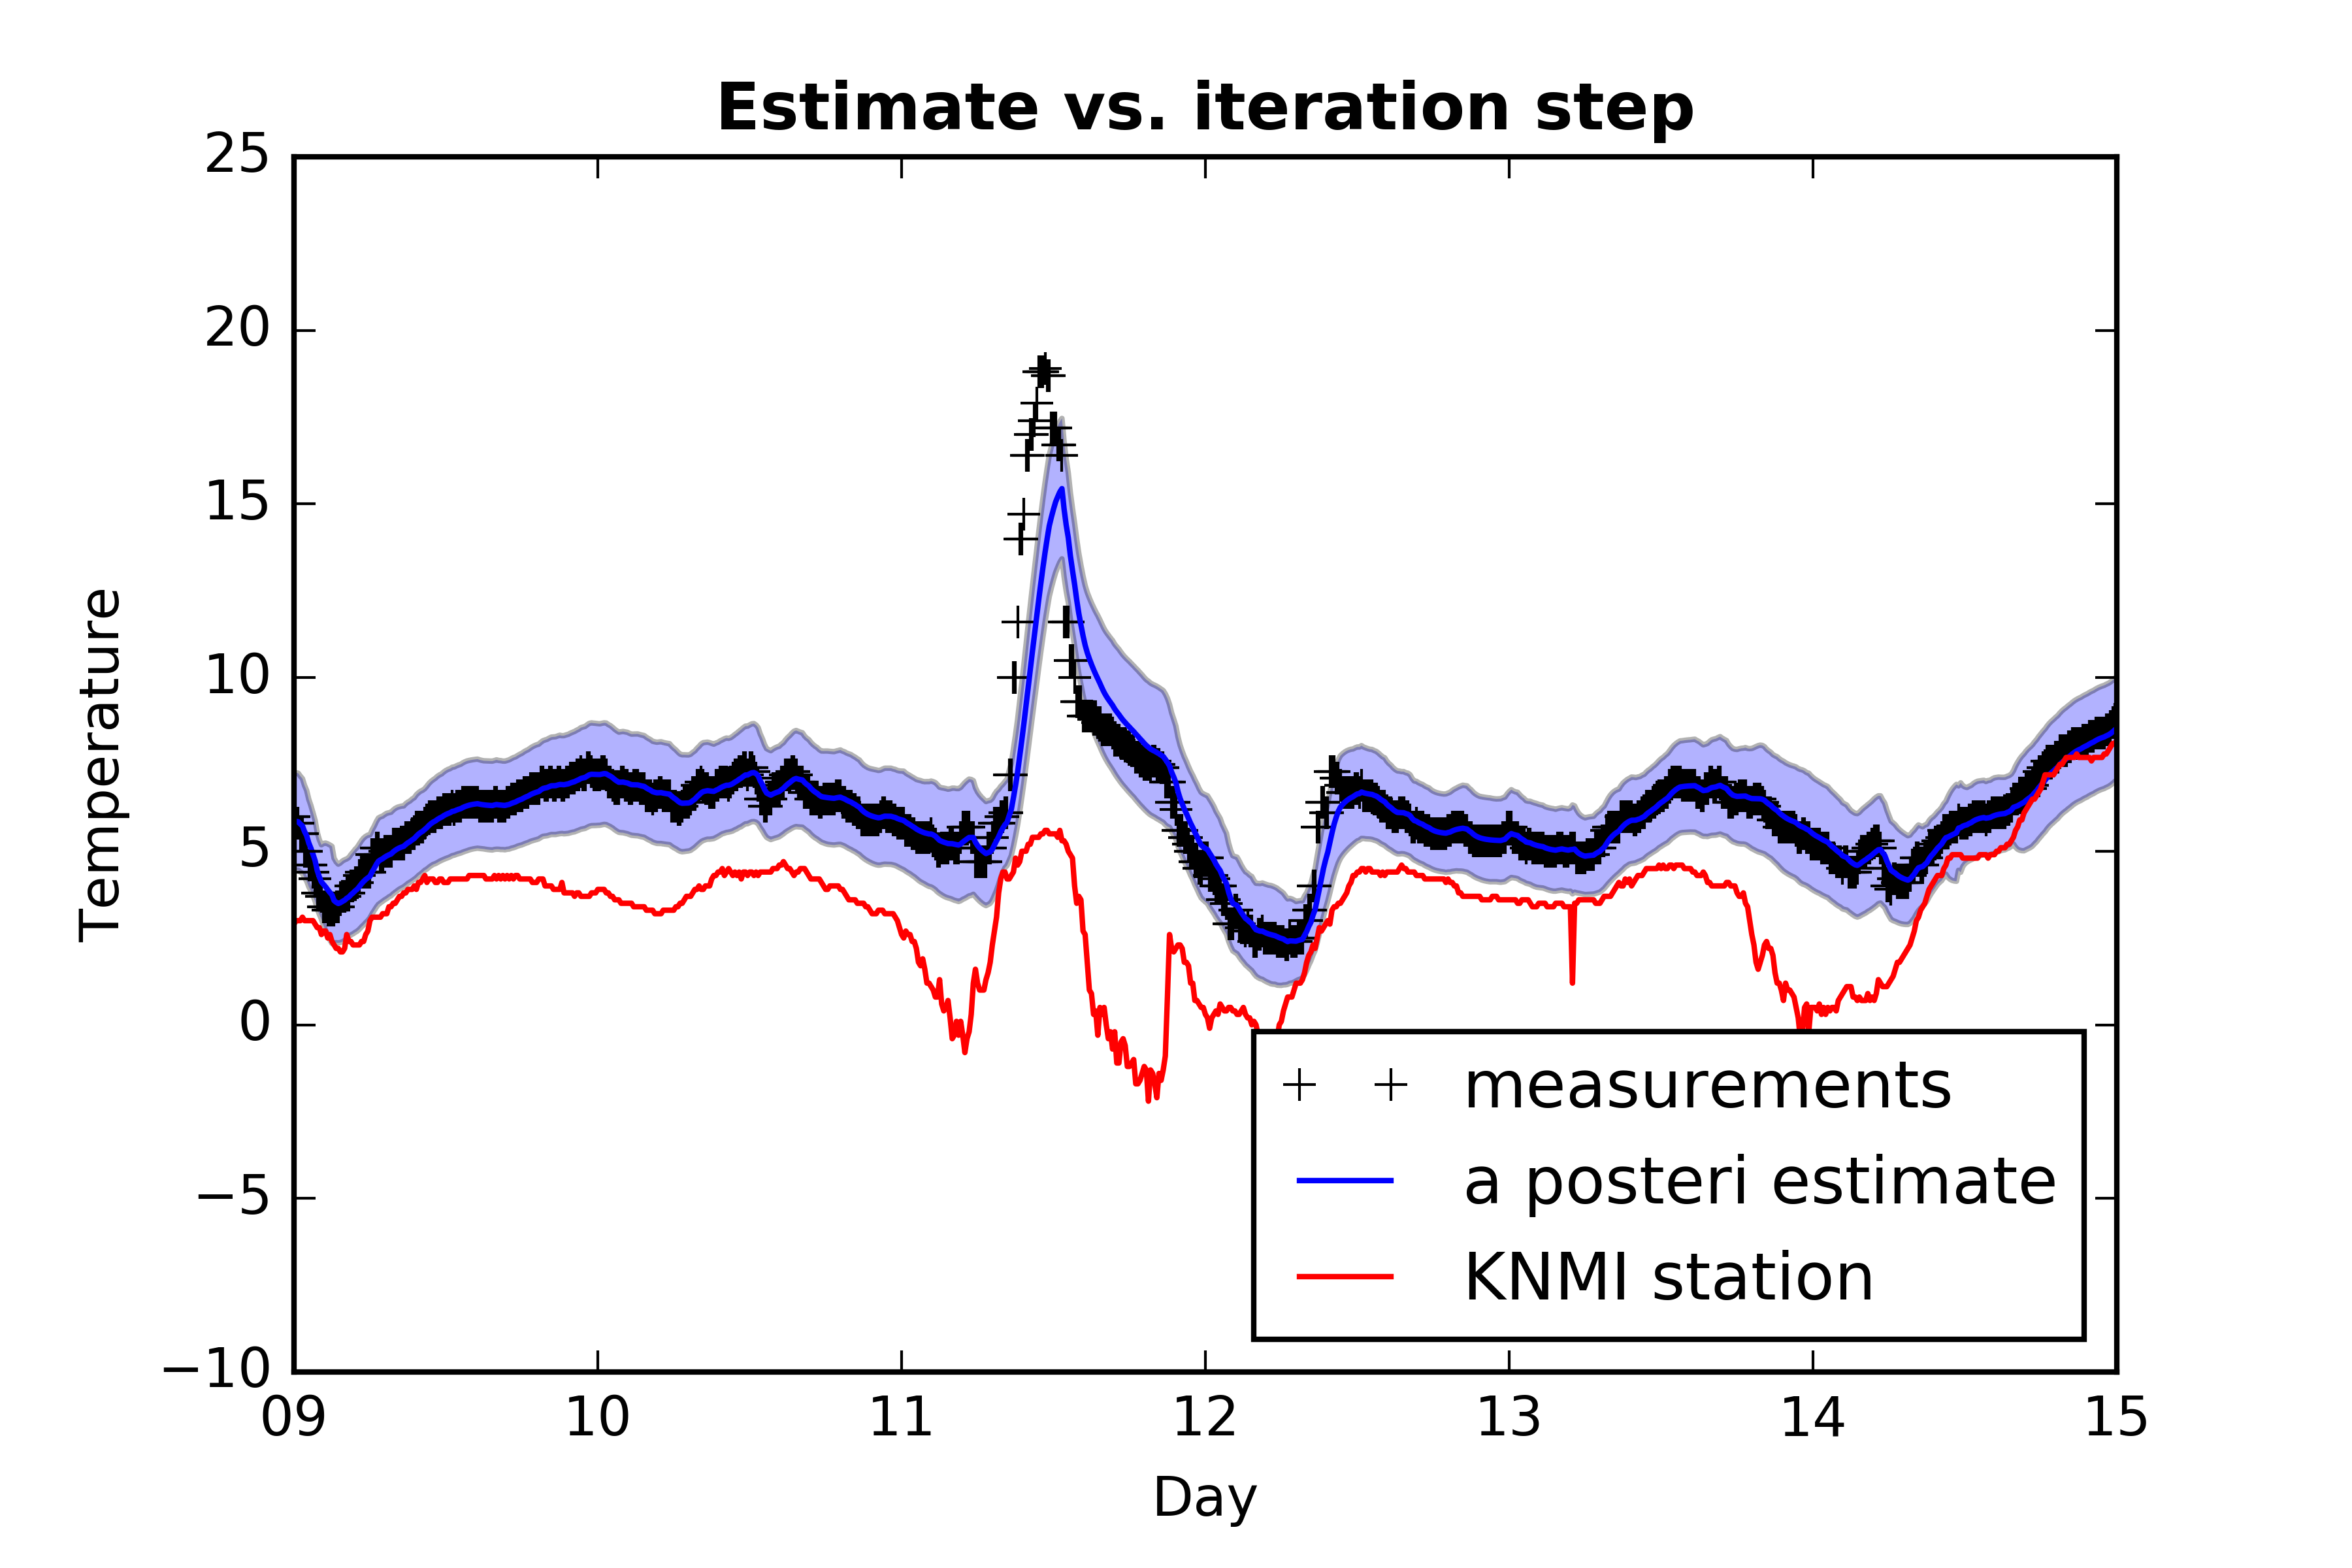 Estimate vs. iteration step
25
20
15
10
5
0
−5
−10
Temperature
09 10 11 12 13 14 15
Day
measurements
a posteri estimate
KNMI station